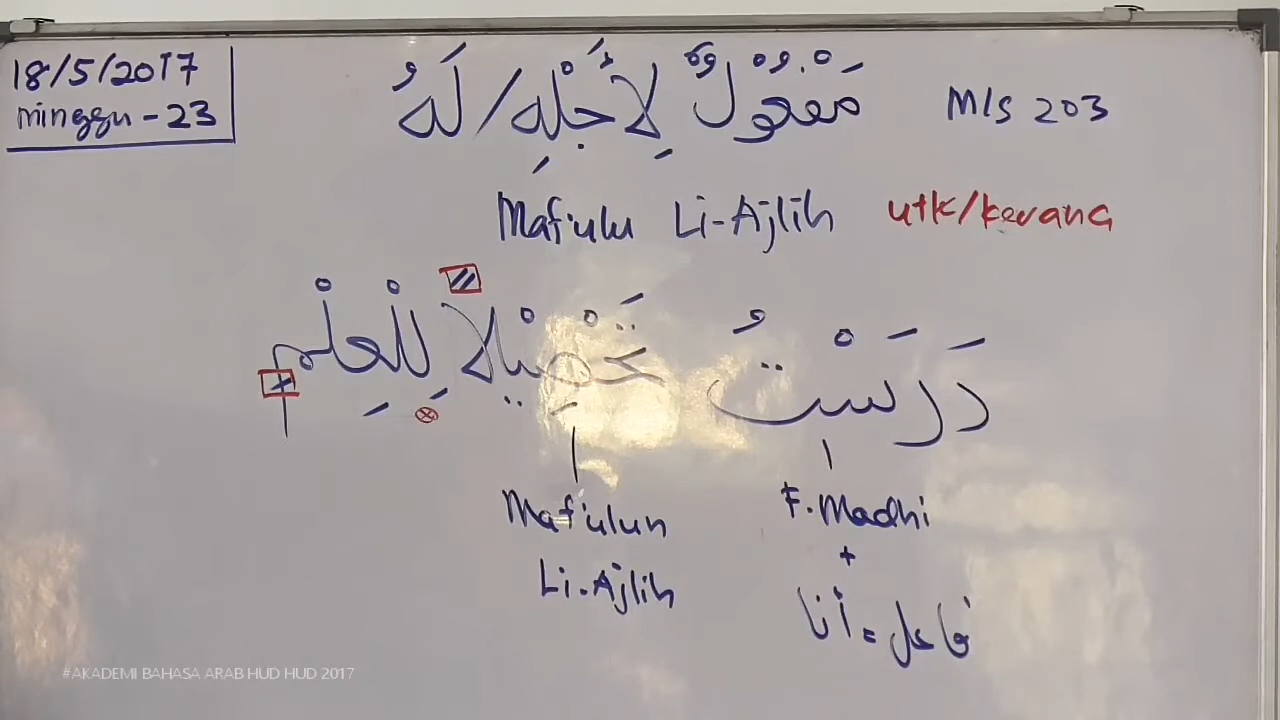 18/5/2017
minggu - 23
مَفْعُوْلٌ لِأَجْلِهِ / لَهُ
M/S 203
Maf'ulu Li-Ajlih utk/kerana
دَرَسْتُ تَحْصِيْلاً لِلْعِلْمِ
F. Madhi
+
فاعل = أنا
Maf'ulun
Li-Ajlih
#AKADEMI BAHASA ARAB HUD HUD 2017